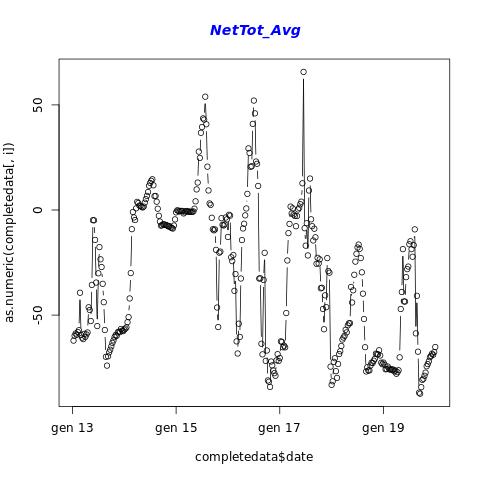 NetTot_Avg
as.numeric(completedata[, i])
50
0
-50
gen 13
gen 15
gen 17
gen 19
completedata$date